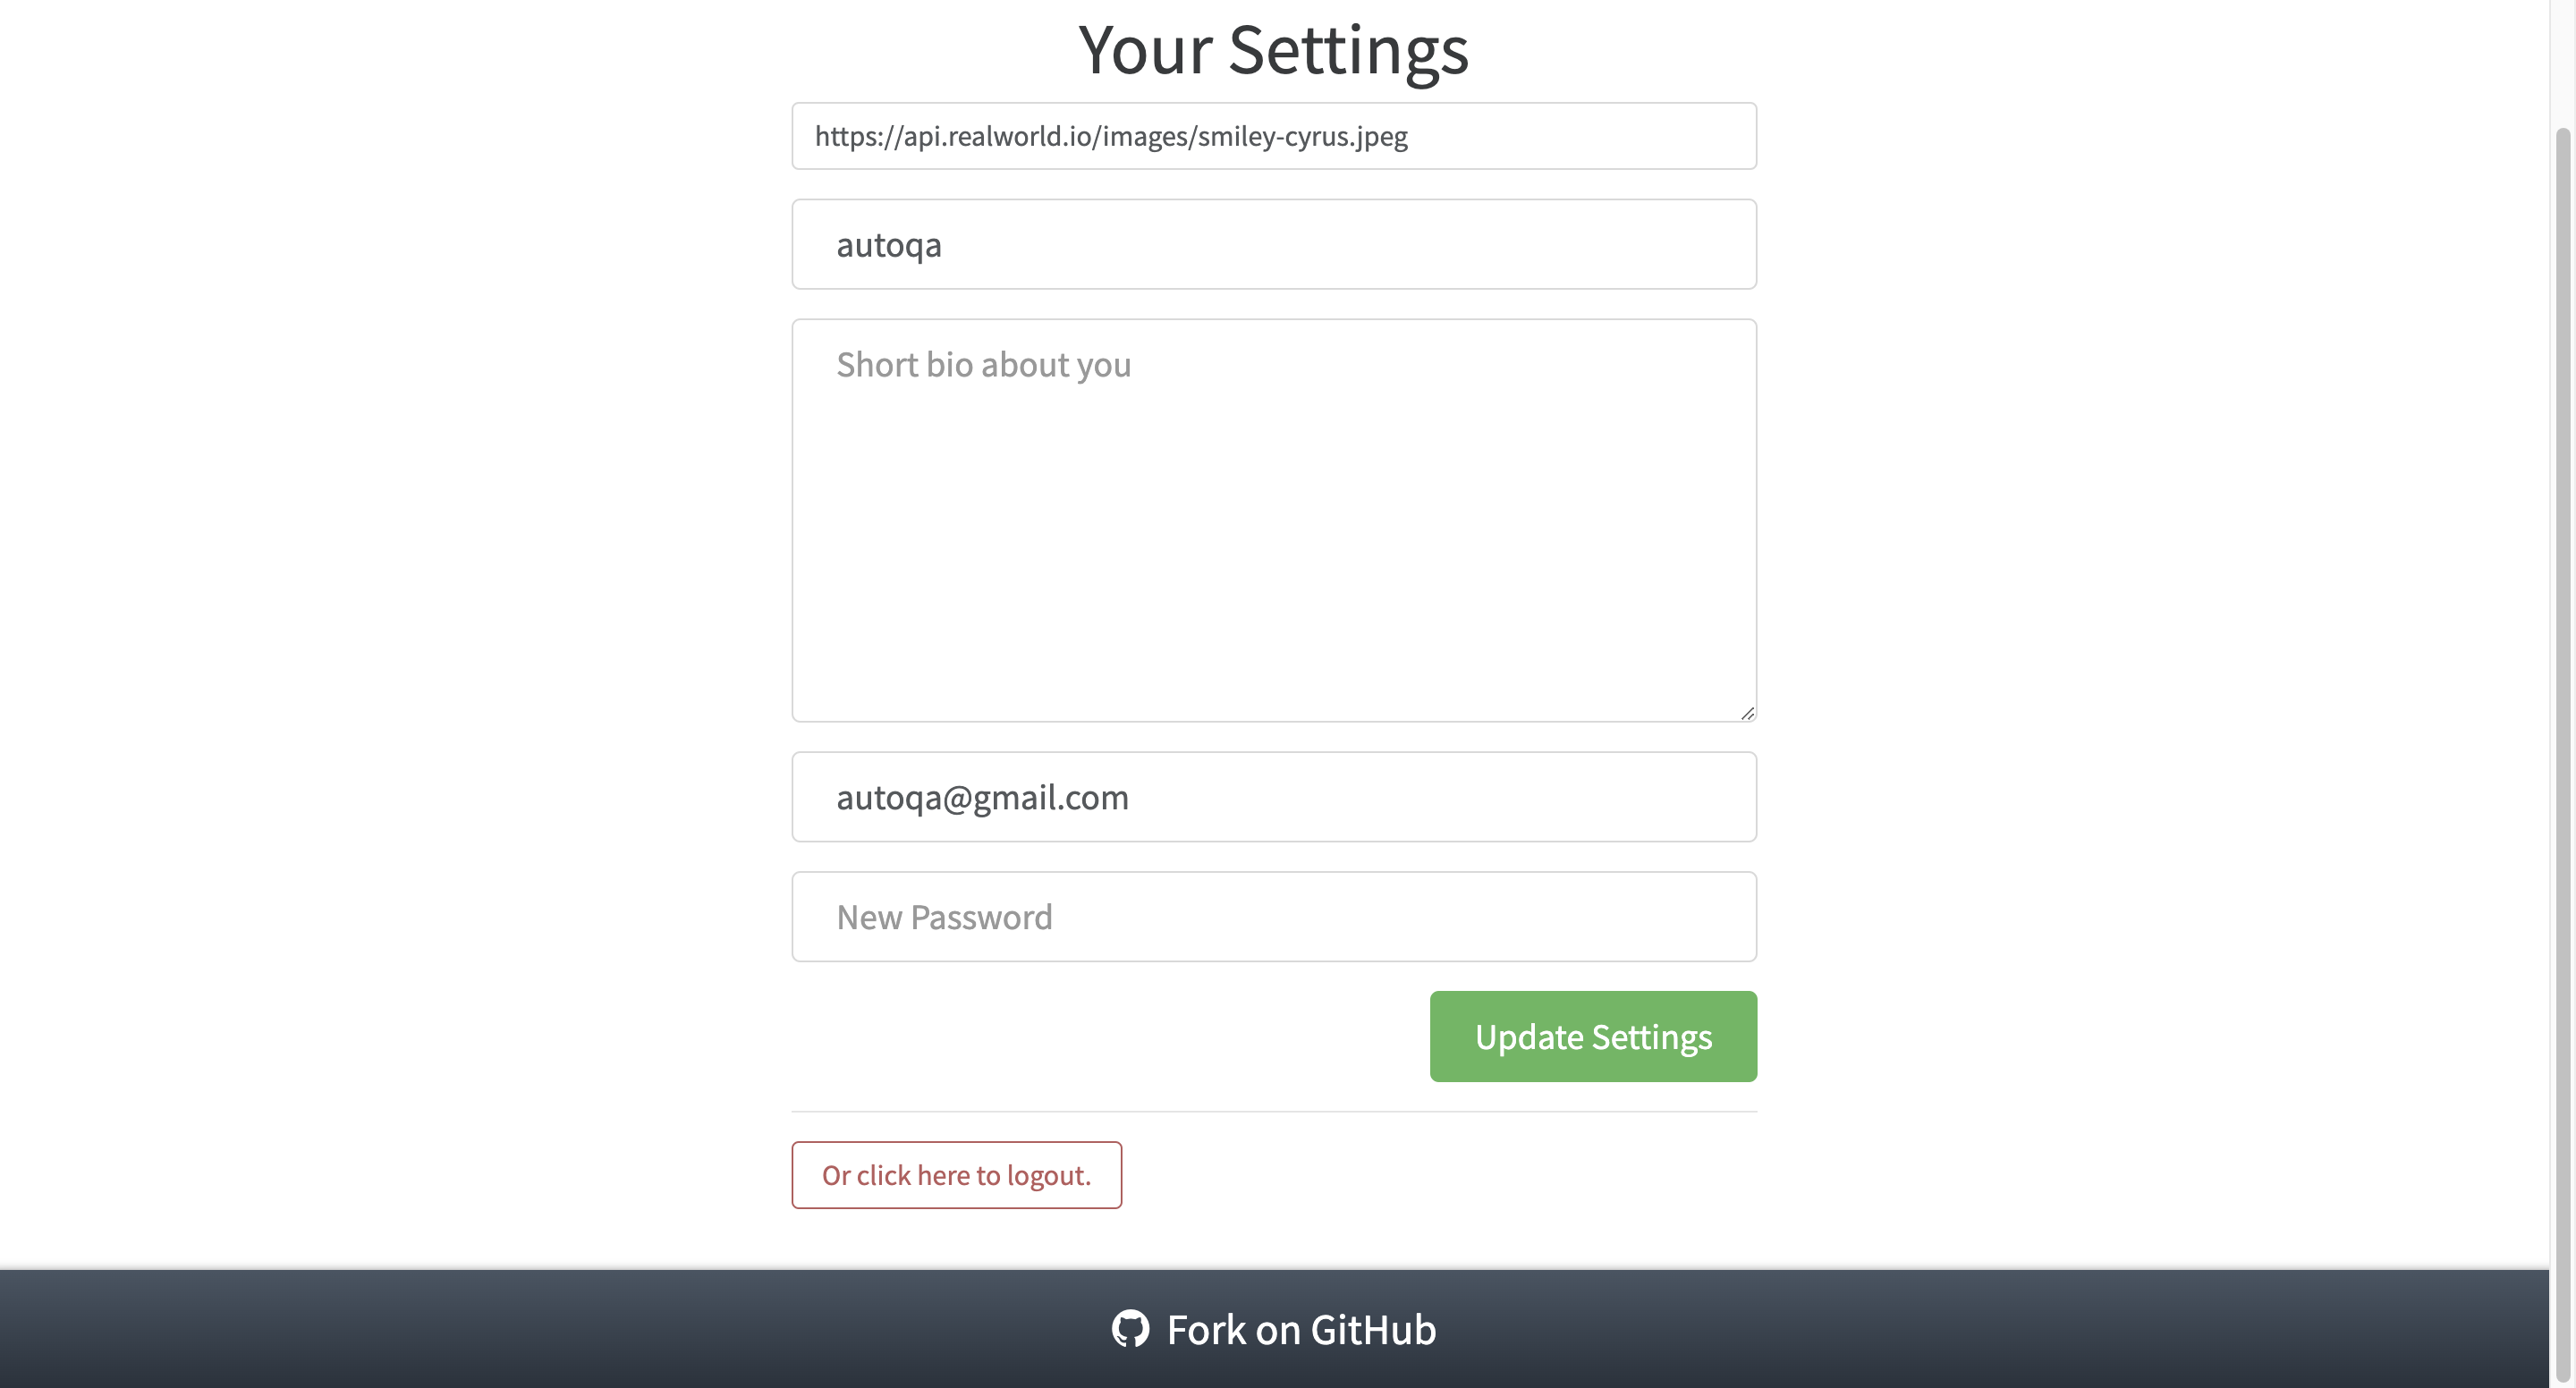 Your Settings
https://api.realworld.io/images/smiley-cyrus.jpeg
autoqa
Short bio about you
autoqa@gmail.com
New Password
Update Settings
Or click here to logout.
Fork on GitHub